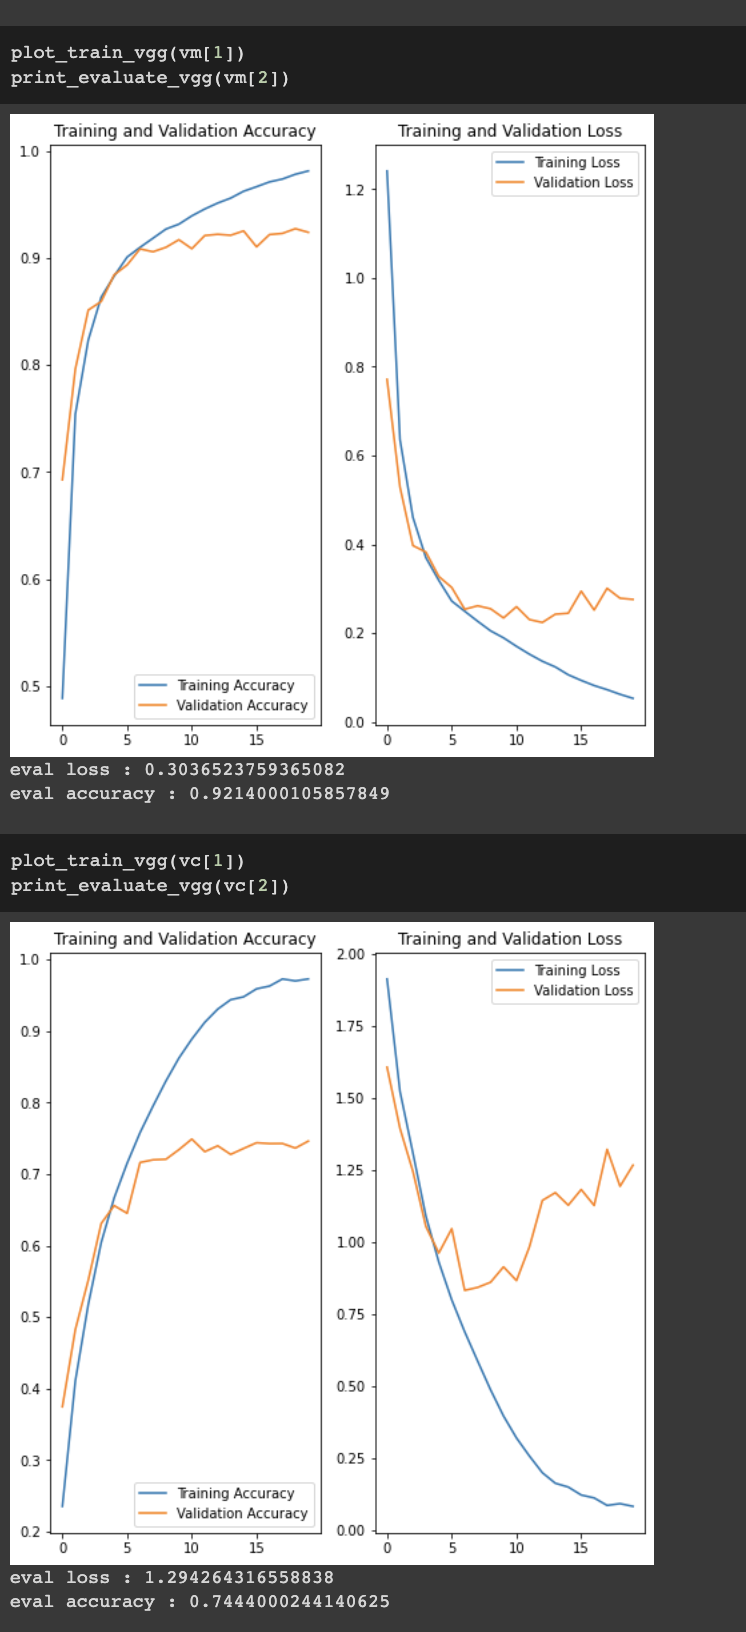 plot_train_vgg(vm[1])
print_evaluate_vgg(vm[2])
Training and Validation Accuracy
1.0
0.9
0.8
0.7
0.6
0.5
Training Accuracy
Validation Accuracy
0 5 10 15
Training and Validation Loss
Training Loss
Validation Loss
1.2
1.0
0.8
0.6
0.4
0.2
0.0
0 5 10 15
eval loss : 0.3036523759365082
eval accuracy : 0.9214000105857849
plot_train_vgg(vc[1])
print_evaluate_vgg(vc[2])
Training and Validation Accuracy
1.0
0.9
0.8
0.7
0.6
0.5
0.4
0.3
0.2
Training Accuracy
Validation Accuracy
0 5 10 15
Training and Validation Loss
2.00
Training Loss
Validation Loss
1.75
1.50
1.25
1.00
0.75
0.50
0.25
0.00
0 5 10 15
eval loss : 1.294264316558838
eval accuracy : 0.7444000244140625